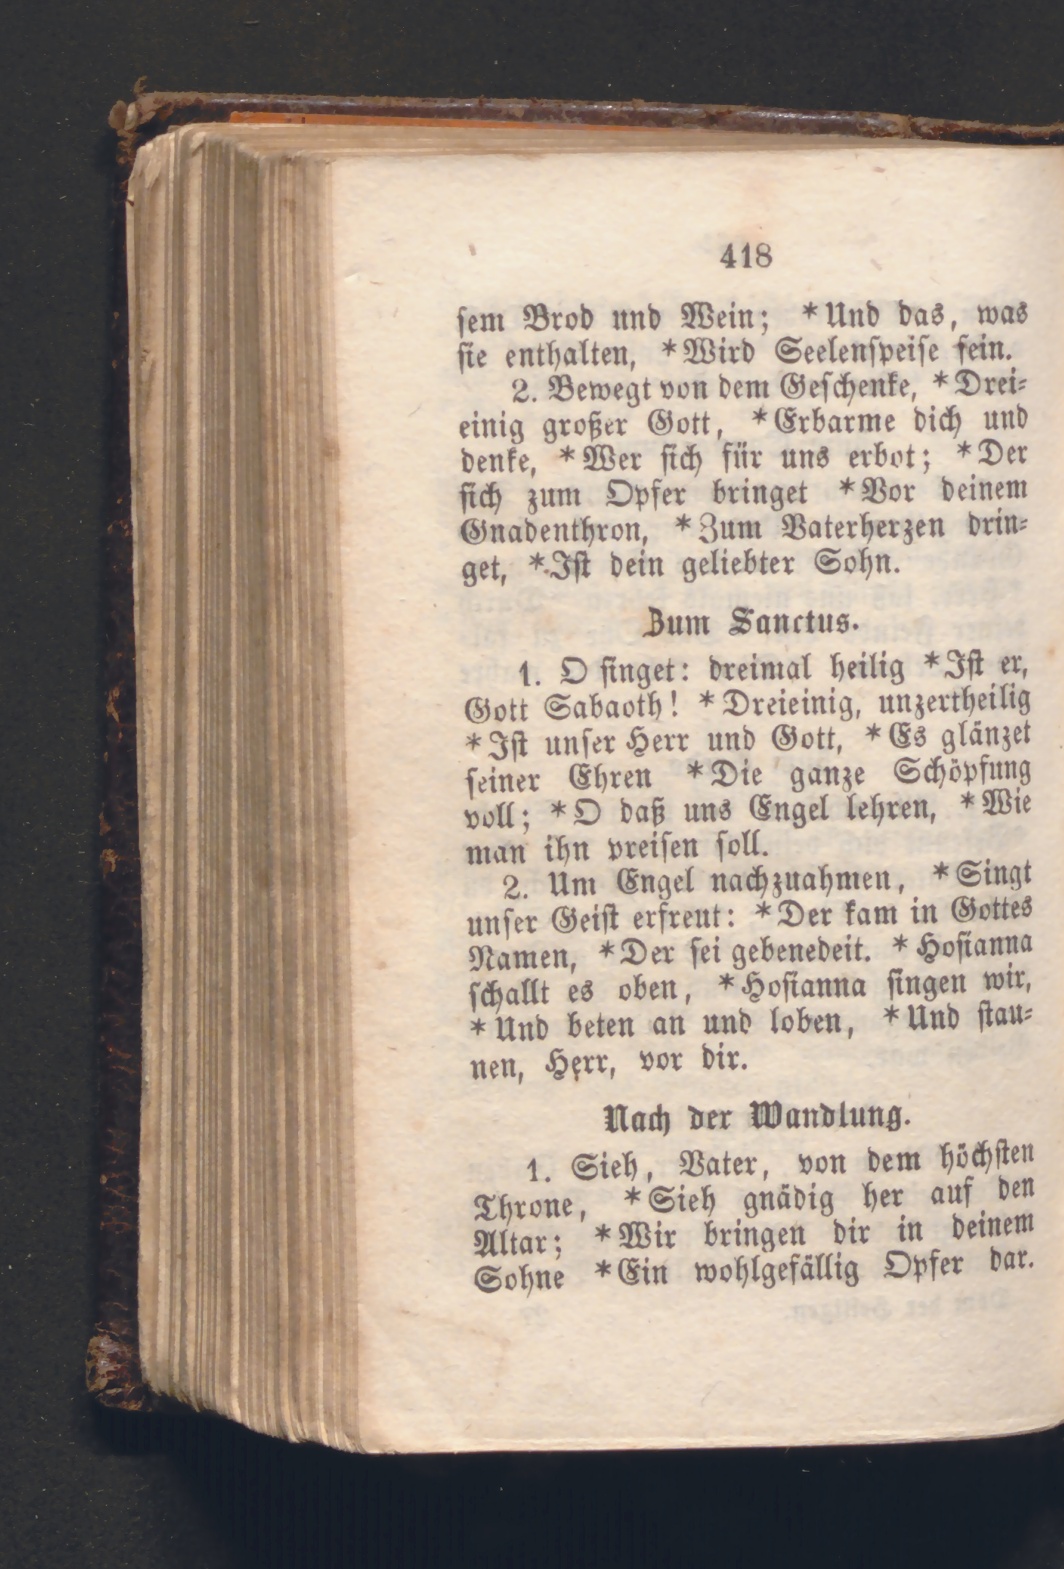 418
ſem Brod und Wein; *Und das, was
ſie enthalten, *Wird Seelenſpeiſe ſein.
2. Bewegt von dem Geſchenke, *Drei-
einig großer Gott, *Erbarme dich und
denke, *Wer ſich für uns erbot; *Der
ſich zum Opfer bringet *Vor deinem
Gnadenthron, *Zum Vaterherzen drin-
get, *Iſt dein geliebter Sohn.
Zum Sanctus.
1. O ſinget: dreimal heilig *Iſt er,
Gott Sabaoth! *Dreieinig, unzertheilig
*Iſt unſer Herr und Gott, *Es glänzet
ſeiner Ehren *Die ganze Schöpfung
voll; *O daß uns Engel lehren, *Wie
man ihn preiſen ſoll.
2. Um Engel nachzuahmen, *Singt
unſer Geiſt erfreut: *Der kam in Gottes
Namen, *Der ſei gebenedeit. *Hoſianna
ſchallt es oben, *Hoſianna ſingen wir,
*Und beten an und loben, *Und ſtau-
nen, Herr, vor dir.
Nach der Wandlung.
1. Sieh, Vater, von dem höchſten
Throne, *Sieh gnädig her auf den
Altar; *Wir bringen dir in deinem
Sohne *Ein wohlgefällig Opfer dar.